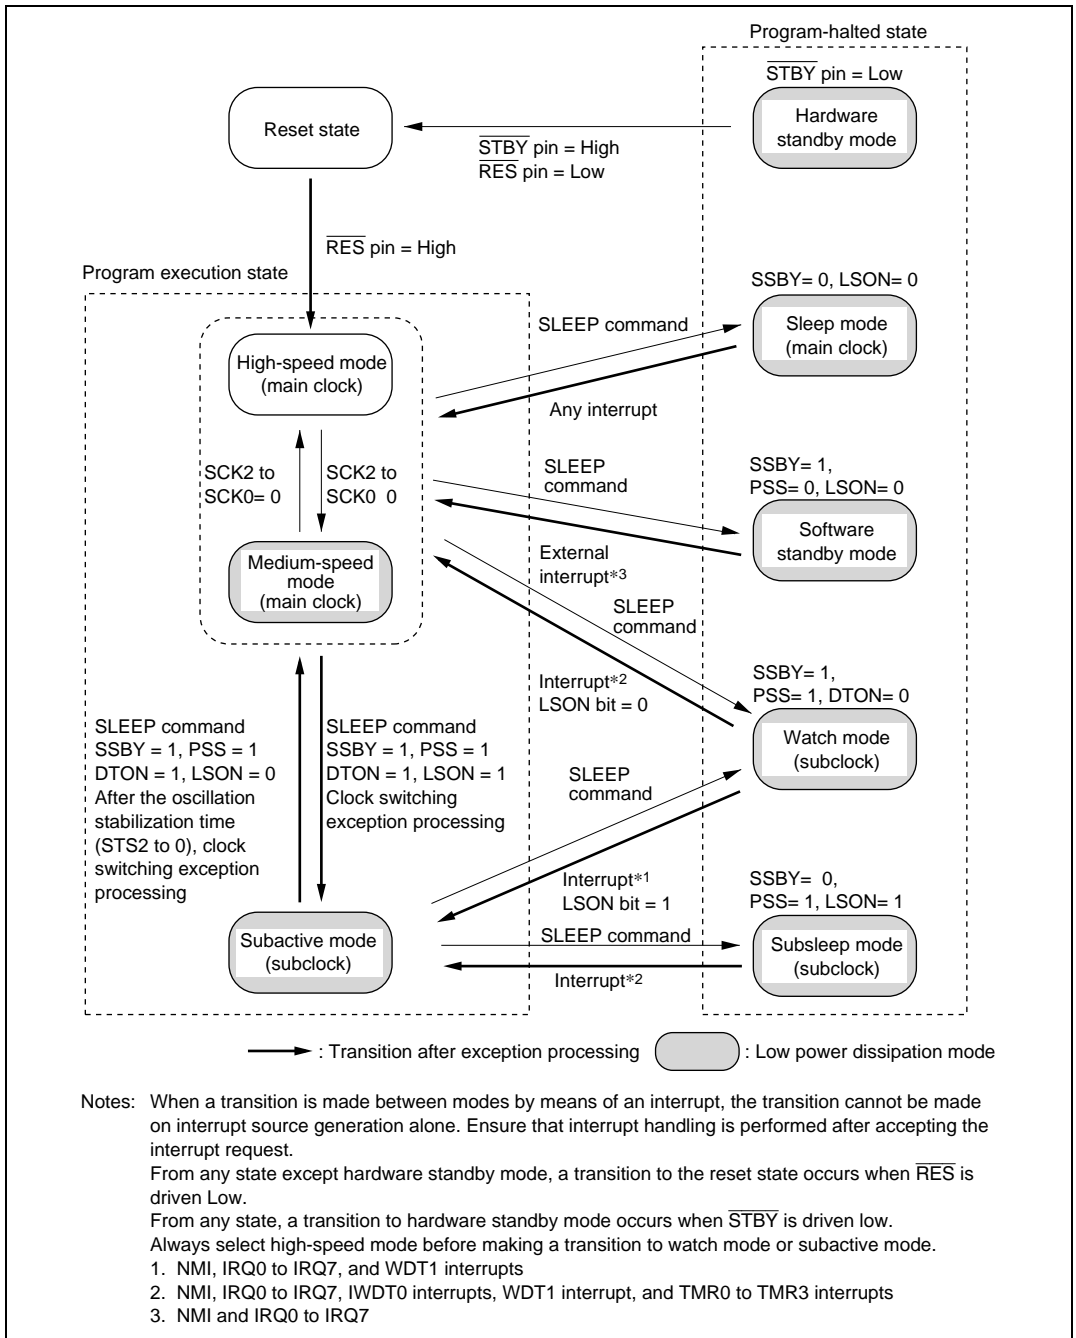 Program-halted state
STBY pin = Low
Hardware
standby mode
Reset state
STBY pin = High
RES pin = Low
RES pin = High
Program execution state
SSBY= 0, LSON= 0
Sleep mode
(main clock)
SLEEP command
Any interrupt
High-speed mode
(main clock)
SCK2 to
SCK0= 0
SCK2 to
SCK0 0
Medium-speed
mode
(main clock)
SLEEP
command
External
interrupt*3
SSBY= 1,
PSS= 0, LSON= 0
Software
standby mode
SLEEP
command
Interrupt*2
LSON bit = 0
SSBY= 1,
PSS= 1, DTON= 0
Watch mode
(subclock)
SLEEP command
SSBY = 1, PSS = 1
DTON = 1, LSON = 0
After the oscillation
stabilization time
(STS2 to 0), clock
switching exception
processing
SLEEP command
SSBY = 1, PSS = 1
DTON = 1, LSON = 1
Clock switching
exception processing
SLEEP
command
Interrupt*1
LSON bit = 1
SSBY= 0,
PSS= 1, LSON= 1
Subsleep mode
(subclock)
Subactive mode
(subclock)
SLEEP command
Interrupt*2
: Transition after exception processing
: Low power dissipation mode
Notes: When a transition is made between modes by means of an interrupt, the transition cannot be made
on interrupt source generation alone. Ensure that interrupt handling is performed after accepting the
interrupt request.
From any state except hardware standby mode, a transition to the reset state occurs when RES is
driven Low.
From any state, a transition to hardware standby mode occurs when STBY is driven low.
Always select high-speed mode before making a transition to watch mode or subactive mode.
1. NMI, IRQ0 to IRQ7, and WDT1 interrupts
2. NMI, IRQ0 to IRQ7, IWDT0 interrupts, WDT1 interrupt, and TMR0 to TMR3 interrupts
3. NMI and IRQ0 to IRQ7